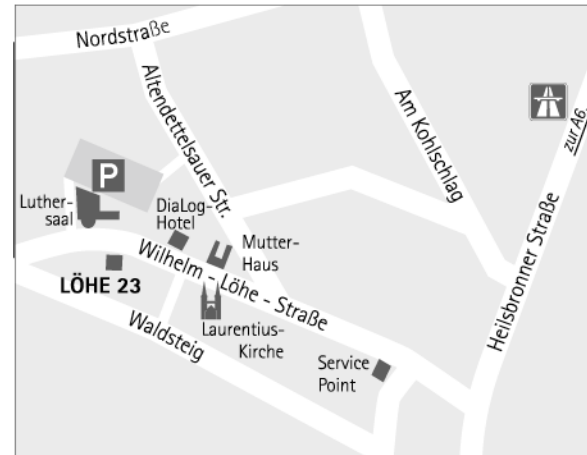 Nordstraße
Altendettelsauer Str.
Am Kohlschlag
zur A6
Heilsbronner Straße
P
Luther-
saal
DiaLog-
Hotel
Mutter-
Haus
Wilhelm - Löhe - Straße
LÖHE 23
Laurentius-
Kirche
Waldsteig
Service
Point